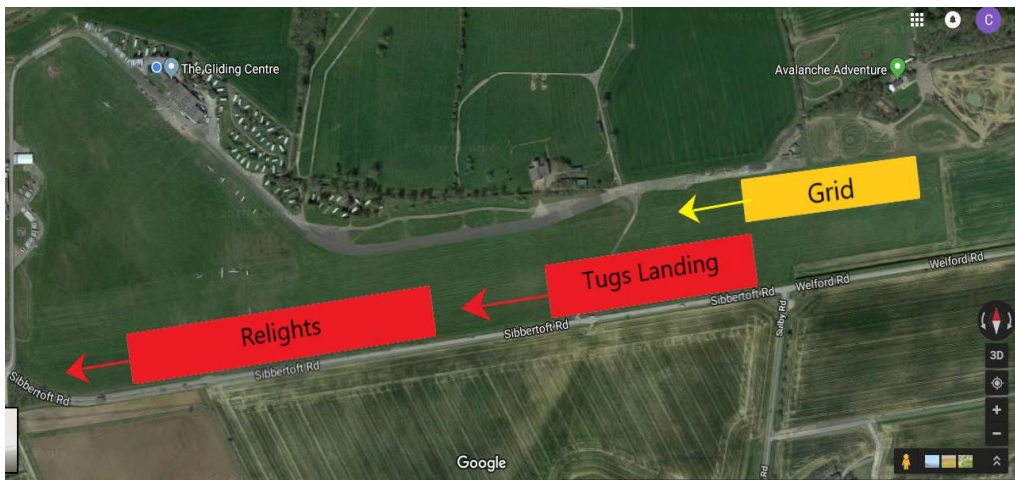 C
The Gliding Centre
Avalanche Adventure
Grid
Tugs Landing
Welford Rd
Welford Rd
Sibbertoft Rd
Sulby Rd
Relights
Sibbertoft Rd
Sibbertoft Rd
Sibbertoft Rd
3D
Google
Rd